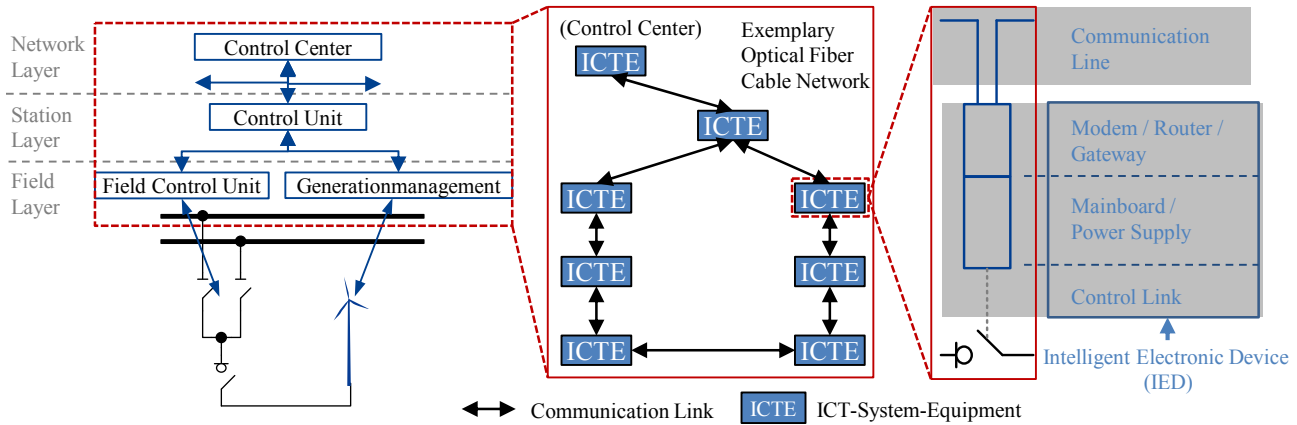 Network
Layer
Station
Layer
Field
Layer
Control Center
Control Unit
Field Control Unit
Generationmanagement
(Control Center)
Exemplary
Optical Fiber
Cable Network
ICTE
ICTE
ICTE
ICTE
ICTE
ICTE
ICTE
ICTE
Communication
Line
Modem / Router /
Gateway
Mainboard /
Power Supply
Control Link
Intelligent Electronic Device
(IED)
Communication Link
ICTE
ICT-System-Equipment